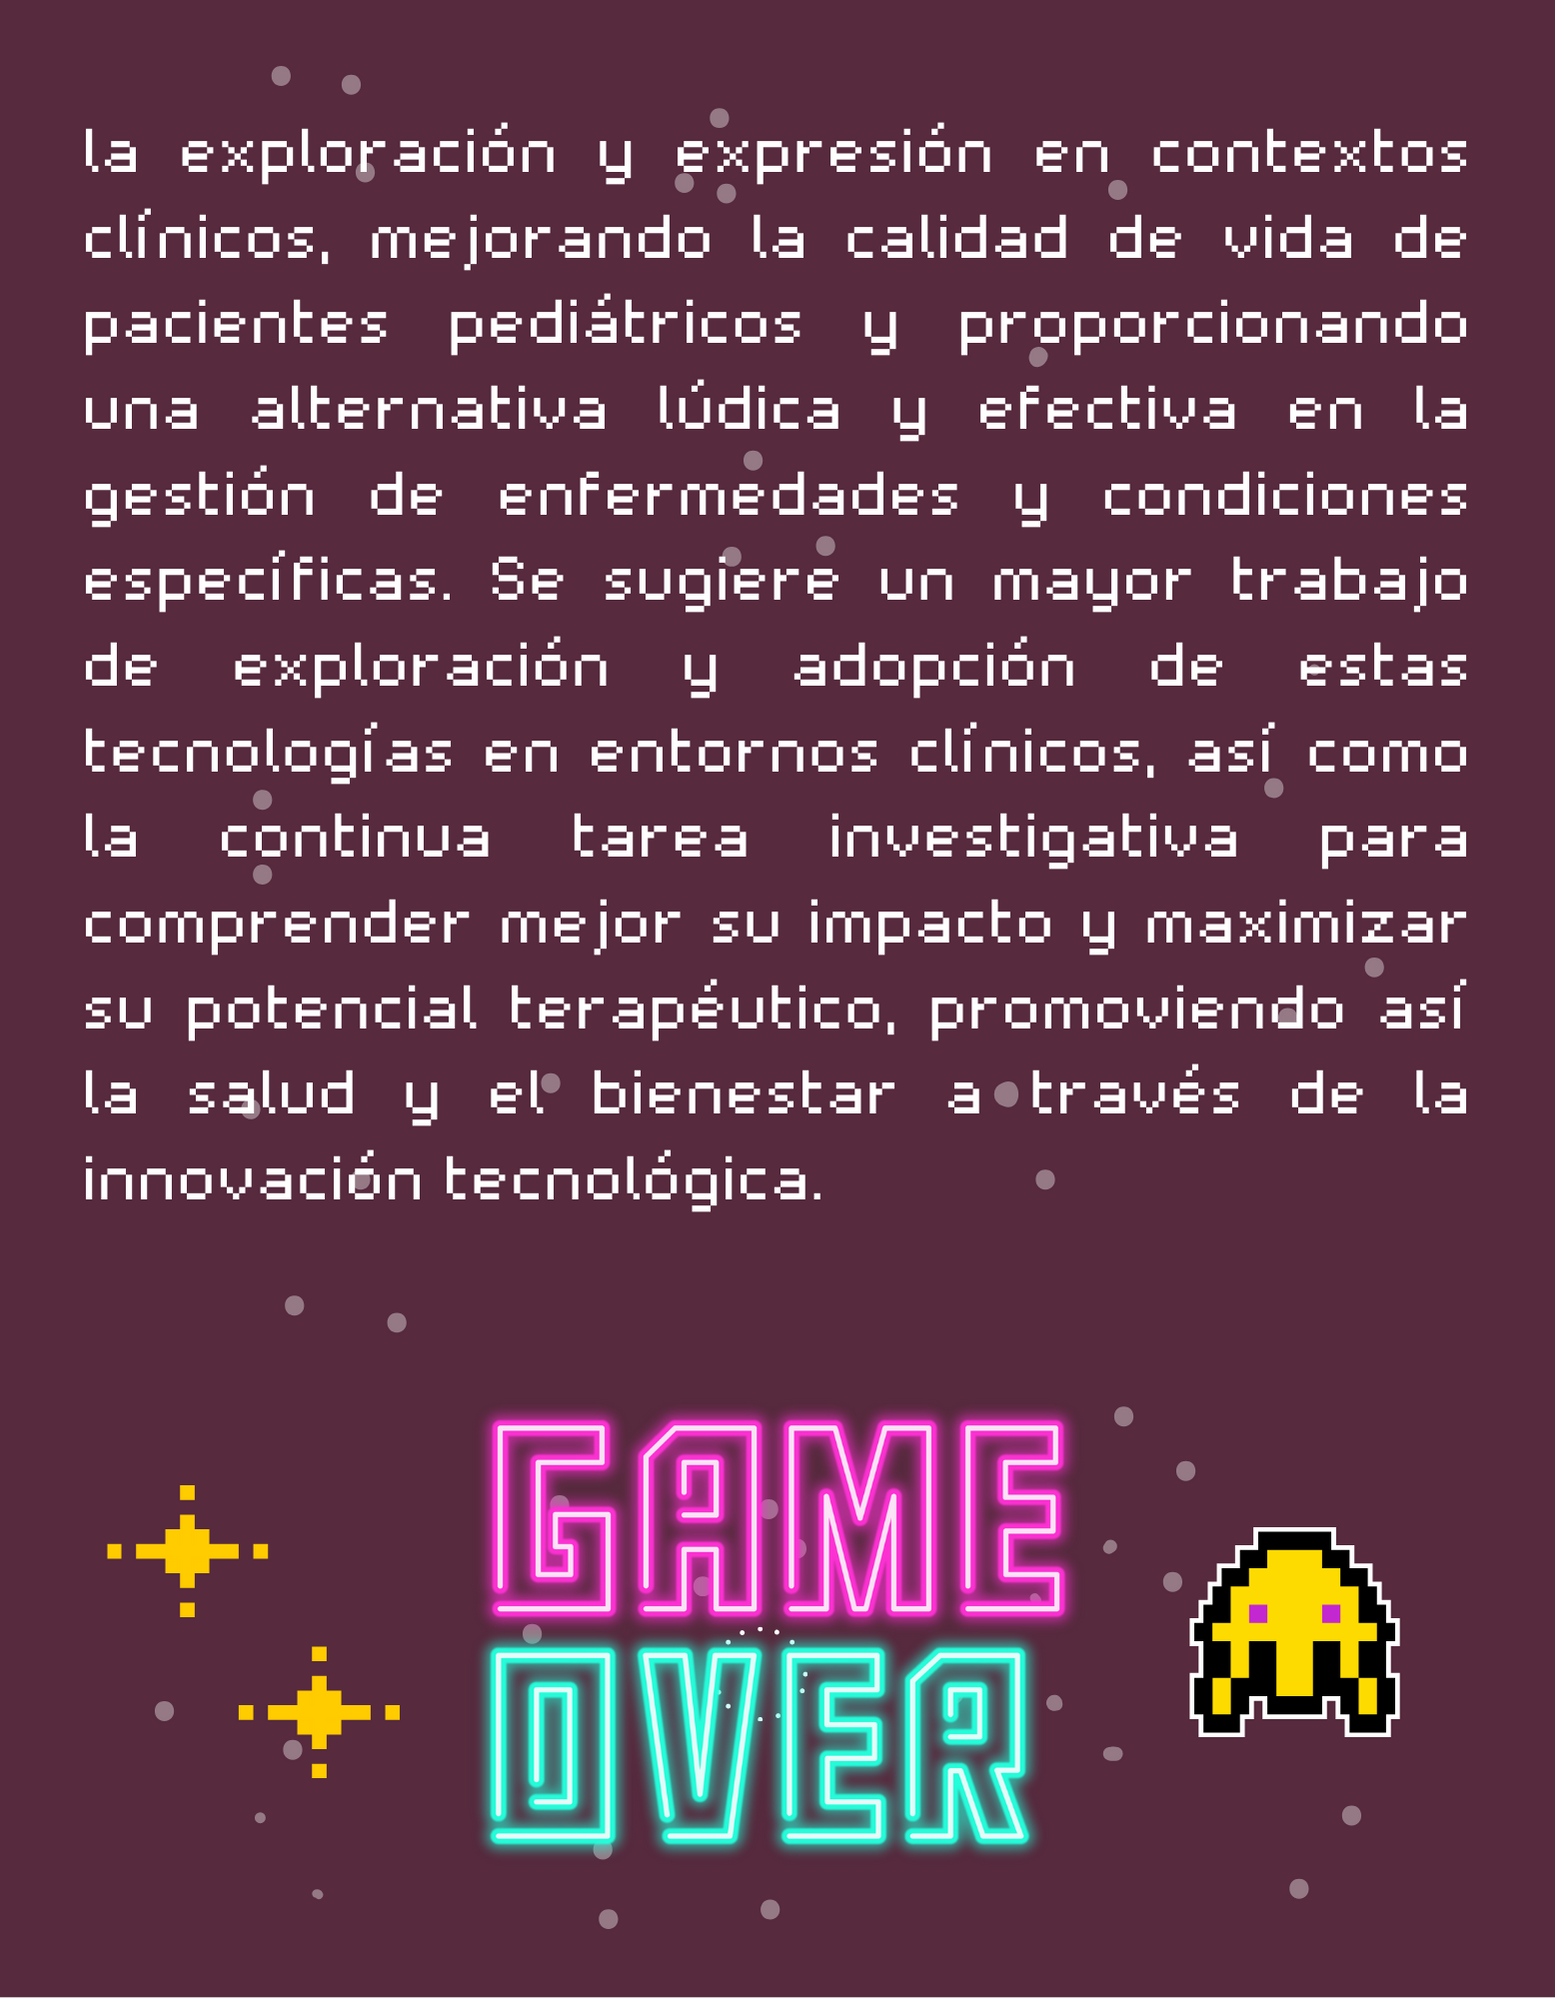 la exploración y expresión en contextos
clínicos, mejorando la calidad de vida de
pacientes pediátricos y proporcionando
una alternativa lúdica y efectiva en la
gestión de enfermedades y condiciones
específicas. Se sugiere un mayor trabajo
de exploración y adopción de estas
tecnologías en entornos clínicos, así como
la continua tarea investigativa para
comprender mejor su impacto y maximizar
su potencial terapéutico, promoviendo así
la salud y el bienestar a través de la
innovación tecnológica.
GAME
OVER